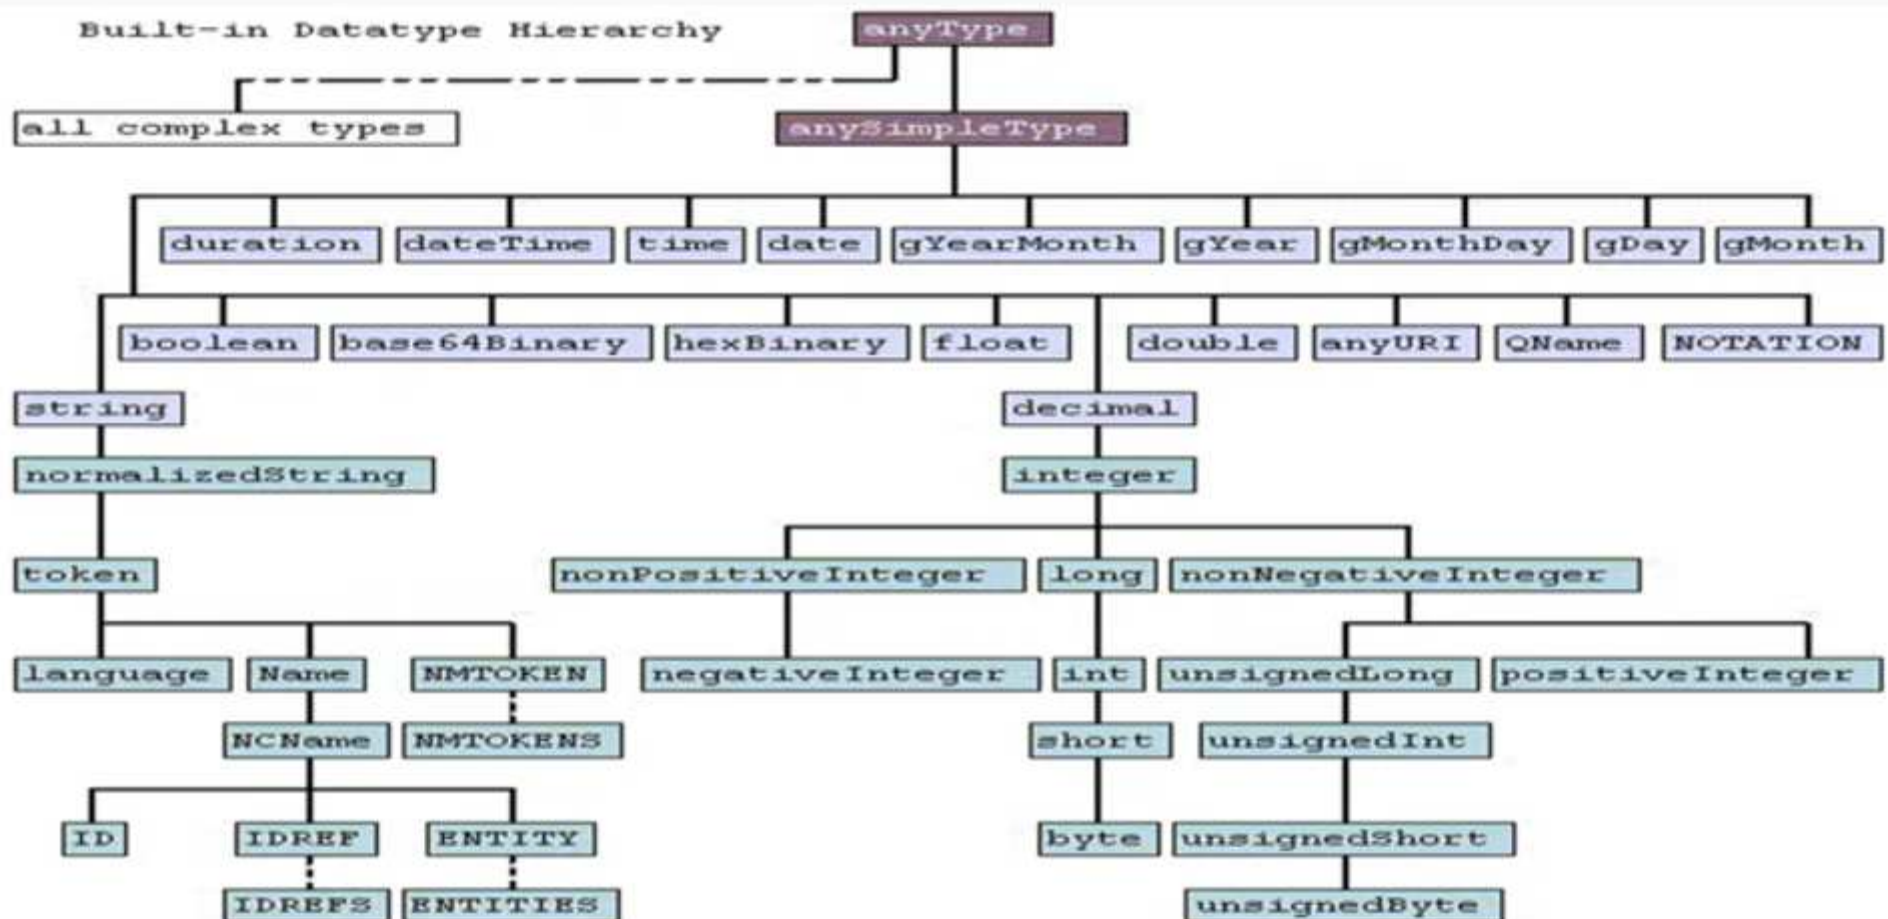 Built-in Datatype Hierarchy anyType
all complex types anySimpleType
duration dateTime time date gYearMonth gYear gMonthDay gDay gMonth
boolean base64Binary hexBinary float double anyURI QName NOTATION
string decimal
normalizedString integer
token nonPositiveInteger long nonNegativeInteger
language Name NMTOKEN negativeInteger int unsignedLong positiveInteger
NCName NMTOKENS short unsignedInt
ID IDREF ENTITY byte unsignedShort
IDREFS ENTITIES unsignedByte